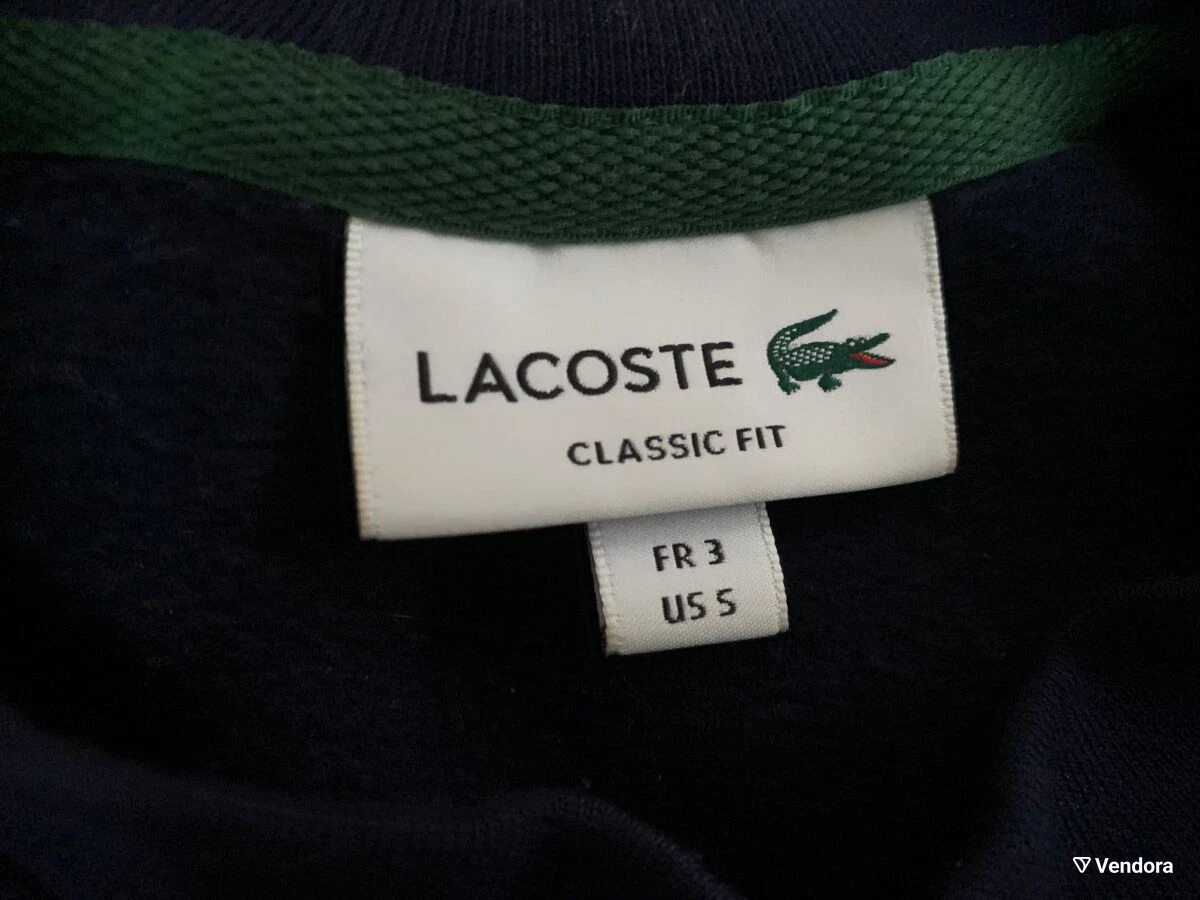 LACOSTE
CLASSIC FIT
FR 3
US S
Vendora